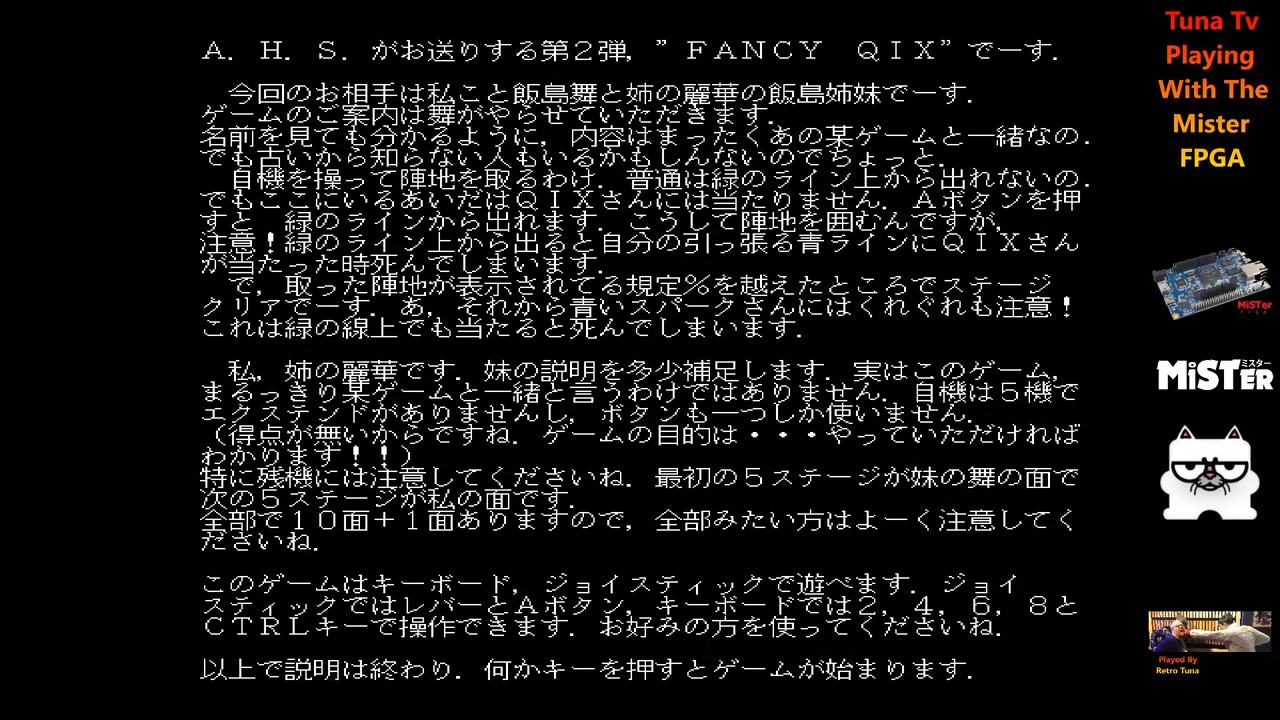 Ａ．Ｈ．Ｓ．がお送りする第２弾，”ＦＡＮＣＹ　ＱＩＸ”でーす．
　今回のお相手は私こと飯島舞と姉の麗華の飯島姉妹でーす．
ゲームのご案内は舞がやらせていただきます．
名前を見ても分かるように，内容はまったくあの某ゲームと一緒なの．
でも古いから知らない人もいるかもしんないのでちょっと．
　自機を操って陣地を取るわけ．普通は緑のライン上から出れないの．
でもここにいるあいだはＱＩＸさんには当たりません．Ａボタンを押
すと　緑のラインから出れます．こうして陣地を囲むんですが，
注意！緑のライン上から出ると自分の引っ張る青ラインにＱＩＸさん
が当たった時死んでしまいます．
　で，取った陣地が表示されてる規定％を越えたところでステージ
クリアでーす．あ，それから青いスパークさんにはくれぐれも注意！
これは緑の線上でも当たると死んでしまいます．
　私，姉の麗華です．妹の説明を多少補足します．実はこのゲーム，
まるっきり某ゲームと一緒と言うわけではありません．自機は５機で
エクステンドがありませんし，ボタンも一つしか使いません．
（得点が無いからですね．ゲームの目的は・・・やっていただければ
わかります！！）
特に残機には注意してくださいね．最初の５ステージが妹の舞の面で
次の５ステージが私の面です．
全部で１０面＋１面ありますので，全部みたい方はよーく注意してく
ださいね．
このゲームはキーボード，ジョイスティックで遊べます．ジョイ
スティックではレバーとＡボタン，キーボードでは２，４，６，８と
ＣＴＲＬキーで操作できます．お好みの方を使ってくださいね．
以上で説明は終わり．何かキーを押すとゲームが始まります．
Tuna Tv
Playing
With The
Mister
FPGA
MiSTer
FPGA
ミスター
MiSTer
Played By
Retro Tuna